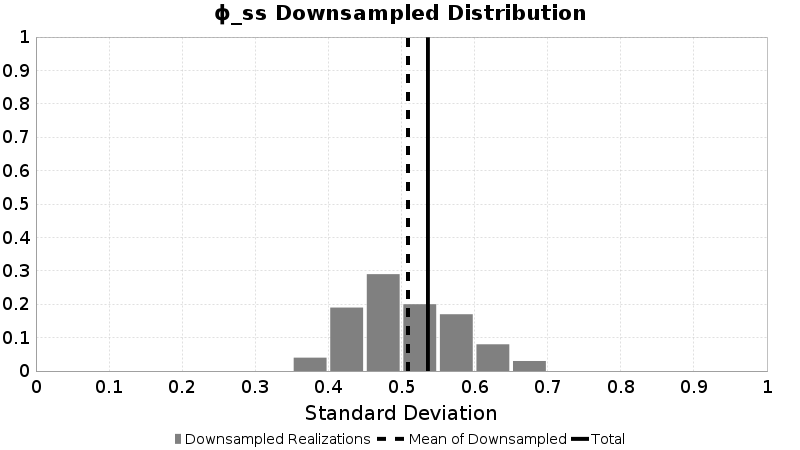 ϕ_ss Downsampled Distribution
1
0.9
0.8
0.7
0.6
0.5
0.4
0.3
0.2
0.1
0
0 0.1 0.2 0.3 0.4 0.5 0.6 0.7 0.8 0.9 1
Standard Deviation
Downsampled Realizations Mean of Downsampled Total